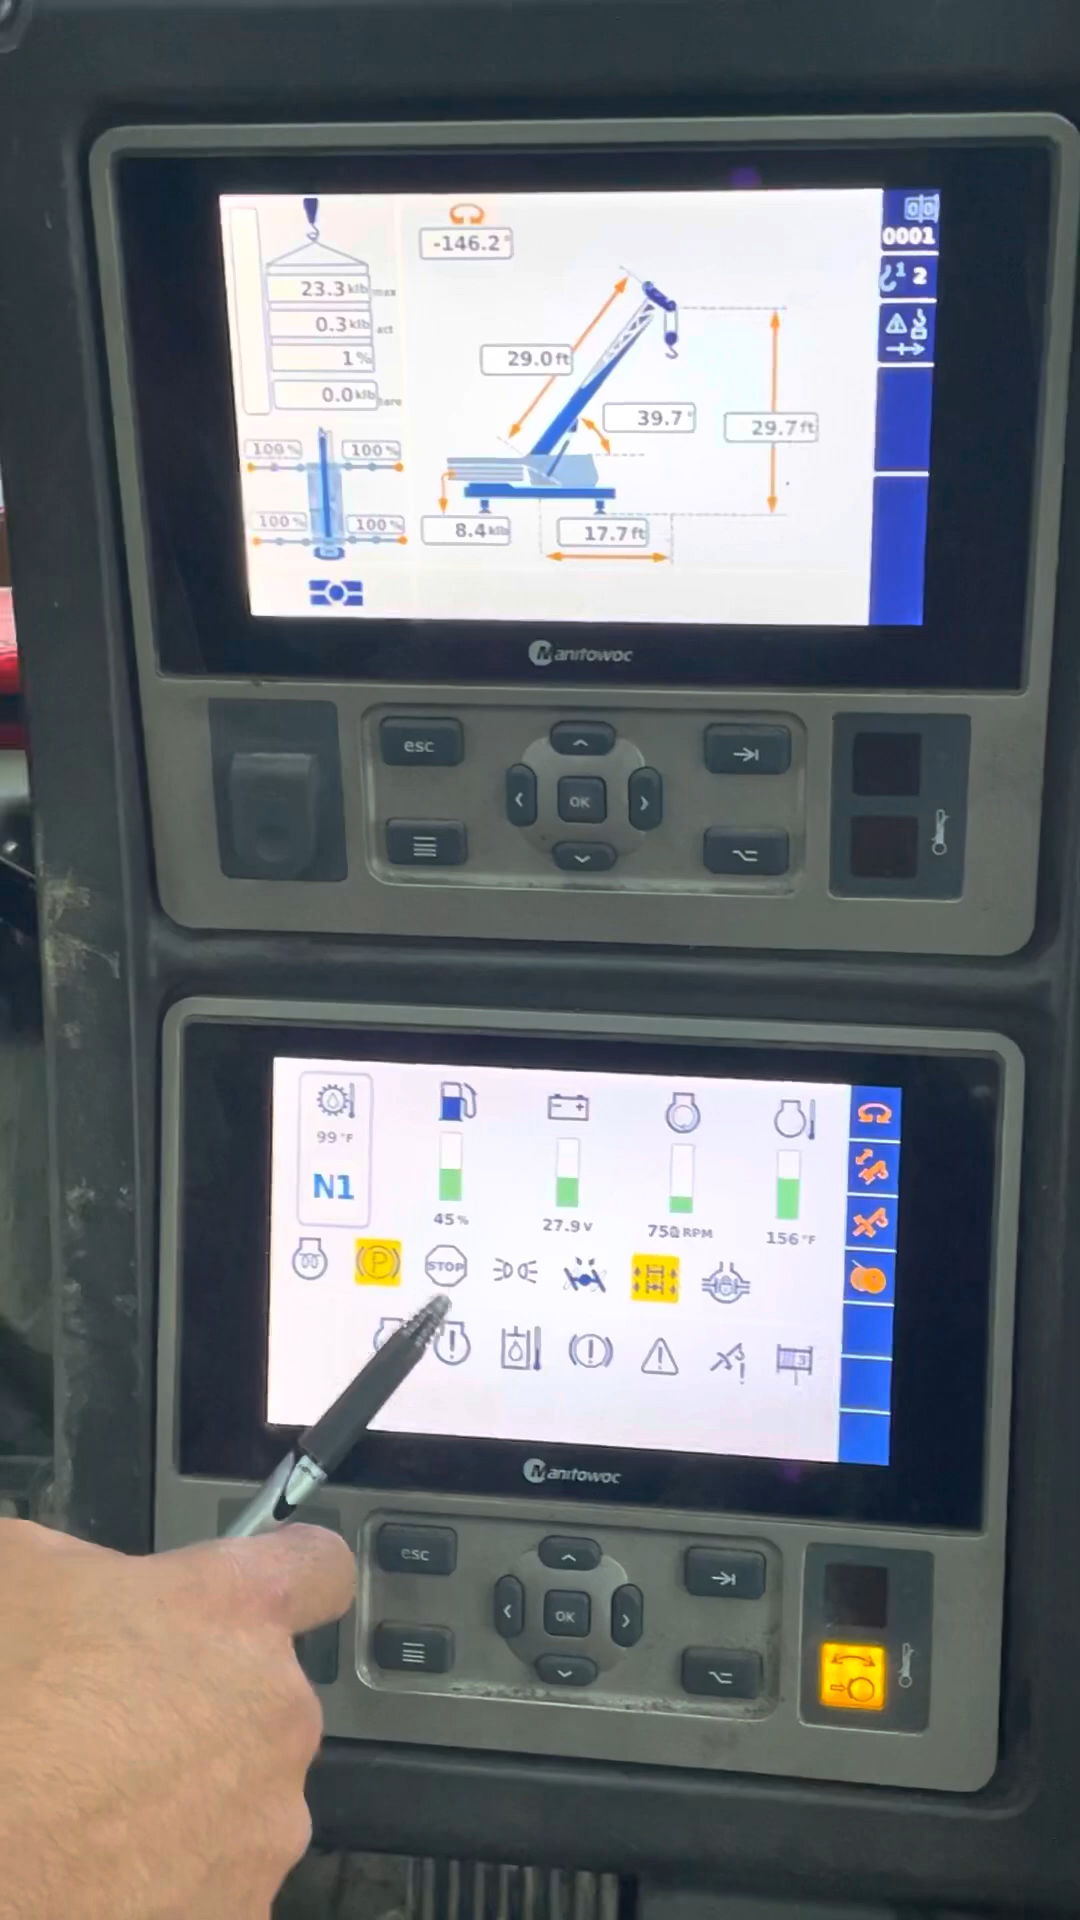 -146.2°
0001
23.3 klb max
0.3 klb act
1 %
0.0 klb tare
1 2
29.0 ft
39.7 °
29.7 ft
100 % 100 %
100 % 100 %
8.4 klb
17.7 ft
Manitowoc
esc
OK
99 °F
N1
45 %
27.9 V
750 RPM
156 °F
P
STOP
!
!
!
!
3
Manitowoc
esc
OK